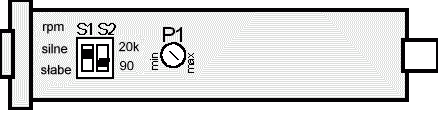 rpm S1 S2 P1
silne 20k
słabe 90 min max